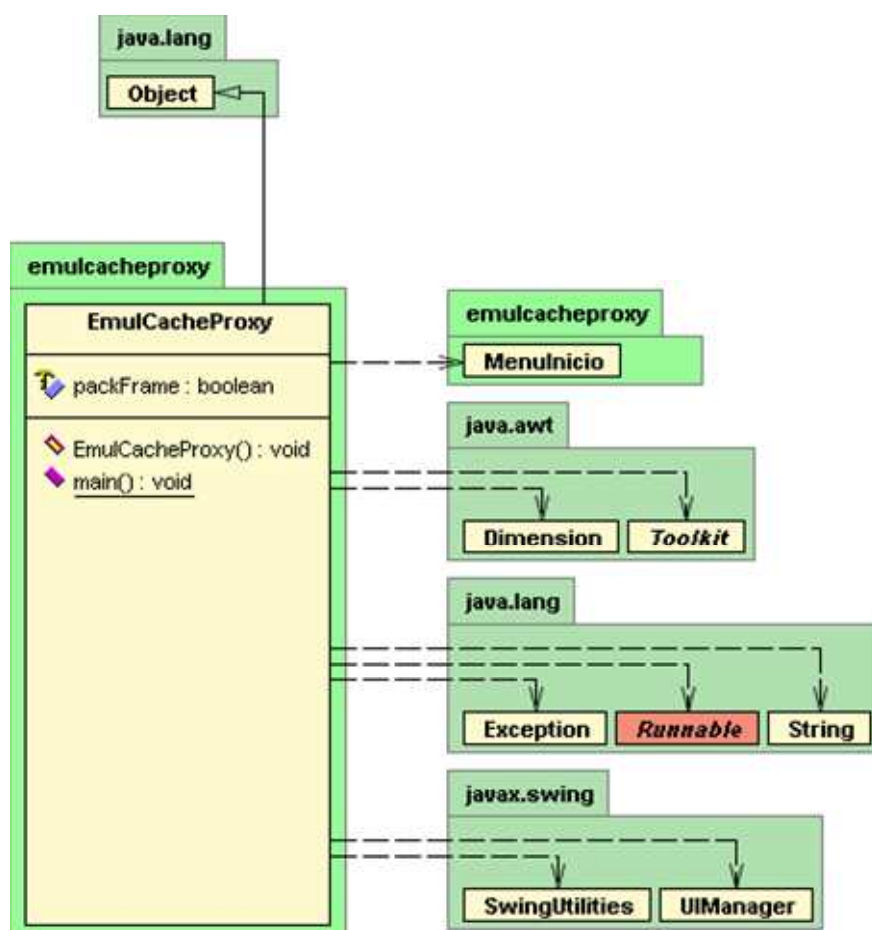 java.lang
Object
emulcacheproxy
EmulCacheProxy
packFrame : boolean
EmulCacheProxy() : void
main() : void
emulcacheproxy
MenuInicio
java.awt
Dimension
Toolkit
java.lang
Exception
Runnable
String
javax.swing
SwingUtilities
UIManager